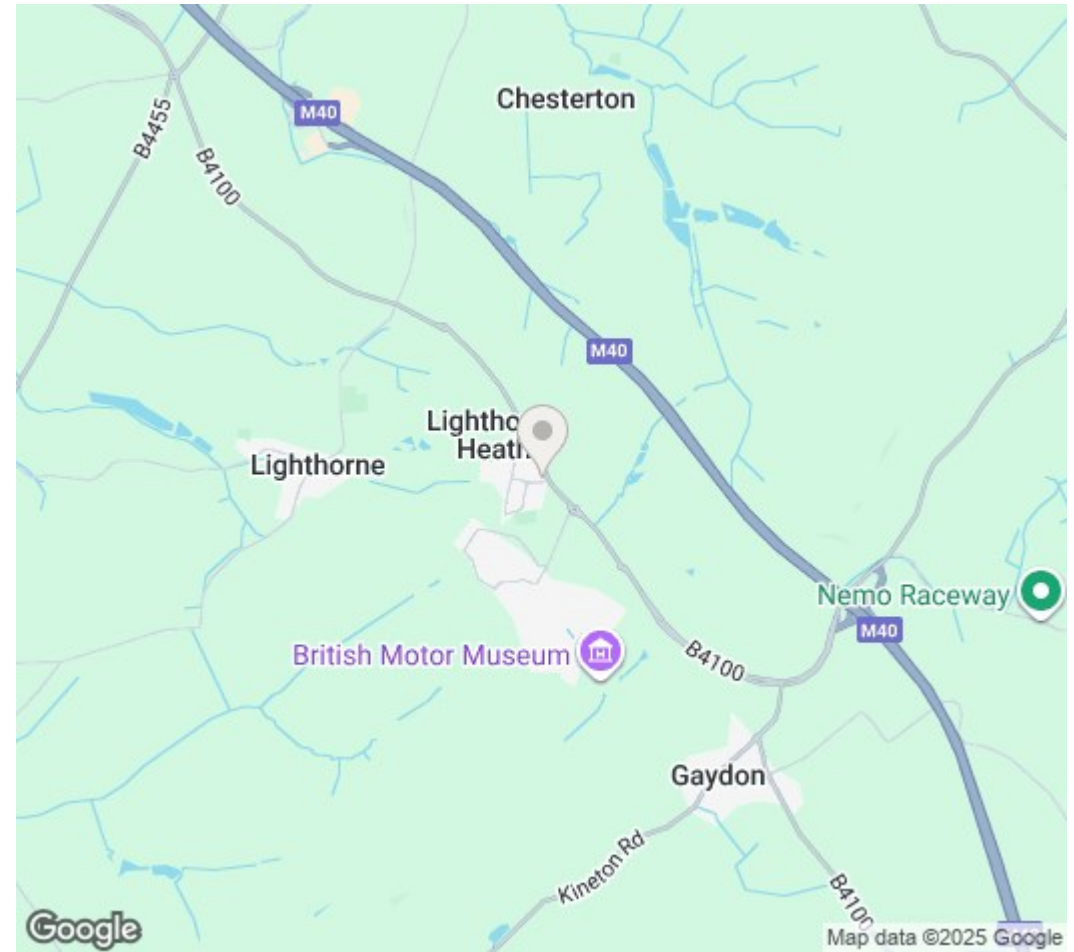 Chesterton
M40
B4455
B4100
M40
Lightho
Heath
Lighthorne
Nemo Raceway
M40
British Motor Museum
B4100
Gaydon
Kineton Rd
B4100
Google
Map data ©2025 Google